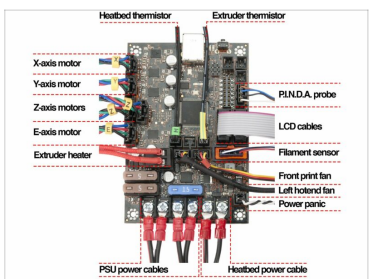 Heatbed thermistor
Extruder thermistor
X-axis motor
Y-axis motor
Z-axis motors
E-axis motor
Extruder heater
P.I.N.D.A. probe
LCD cables
Filament sensor
Front print fan
Left hotend fan
Power panic
PSU power cables
Heatbed power cable